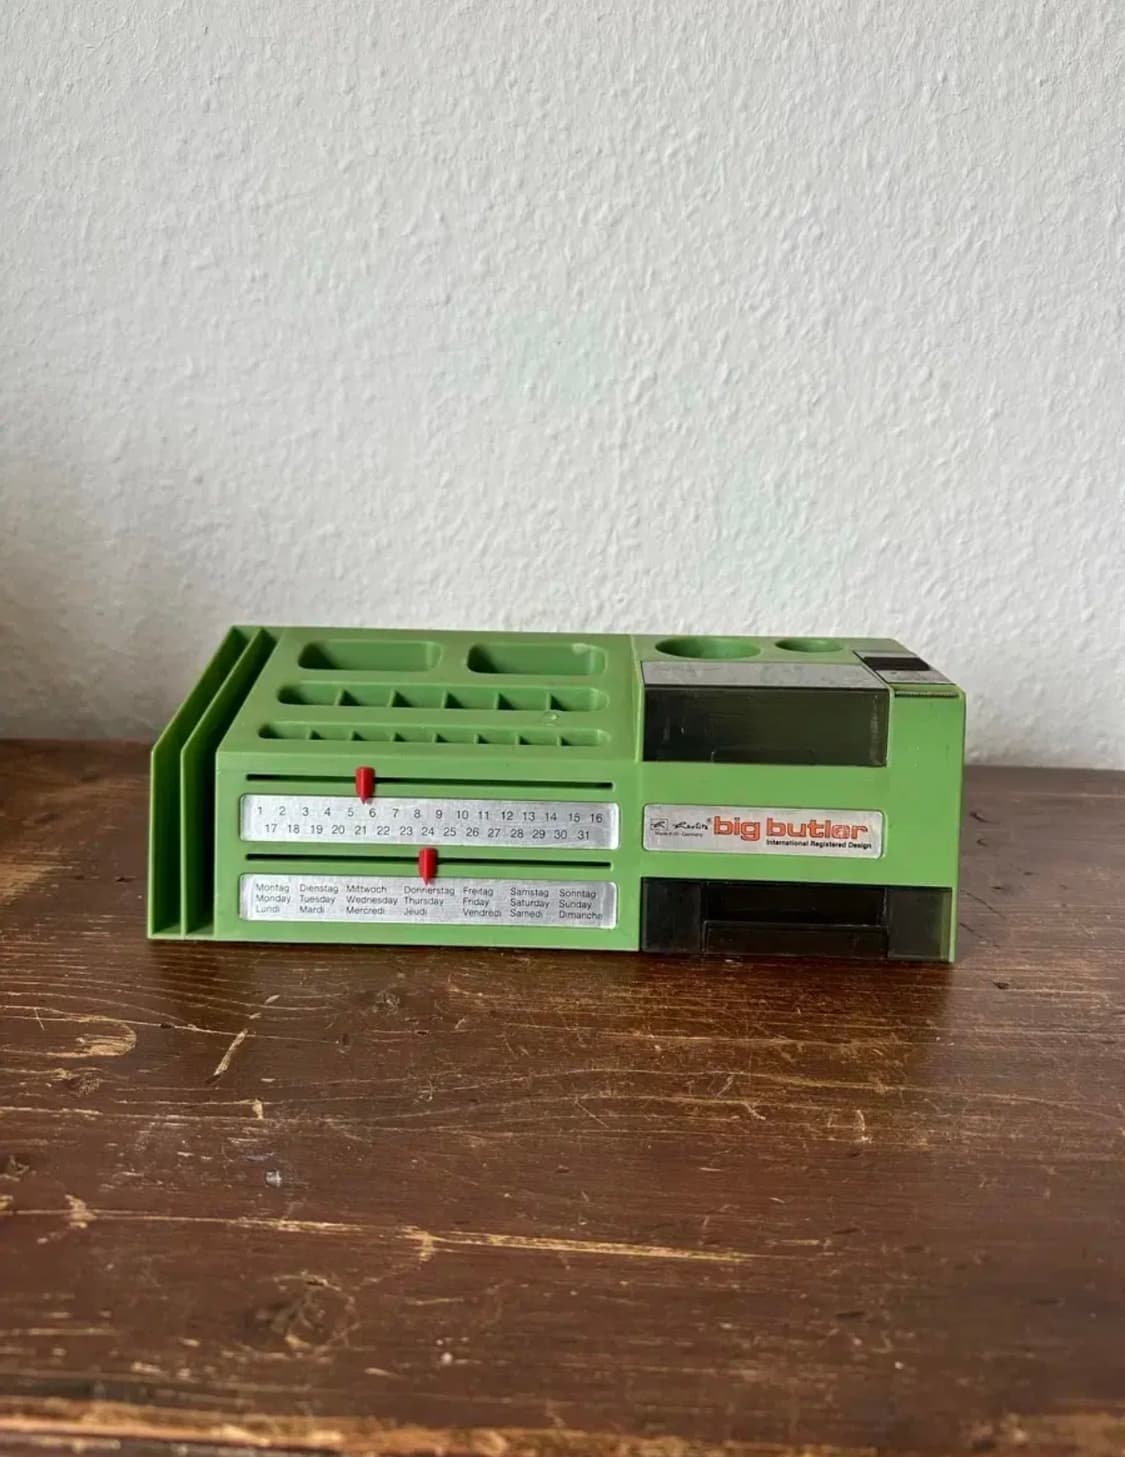 1 2 3 4 5 6 7 8 9 10 11 12 13 14 15 16
17 18 19 20 21 22 23 24 25 26 27 28 29 30 31
Montag Dienstag Mittwoch Donnerstag Freitag Samstag Sonntag
Monday Tuesday Wednesday Thursday Friday Saturday Sunday
Lundi Mardi Mercredi Jeudi Vendredi Samedi Dimanche
big butler
International Registered Design